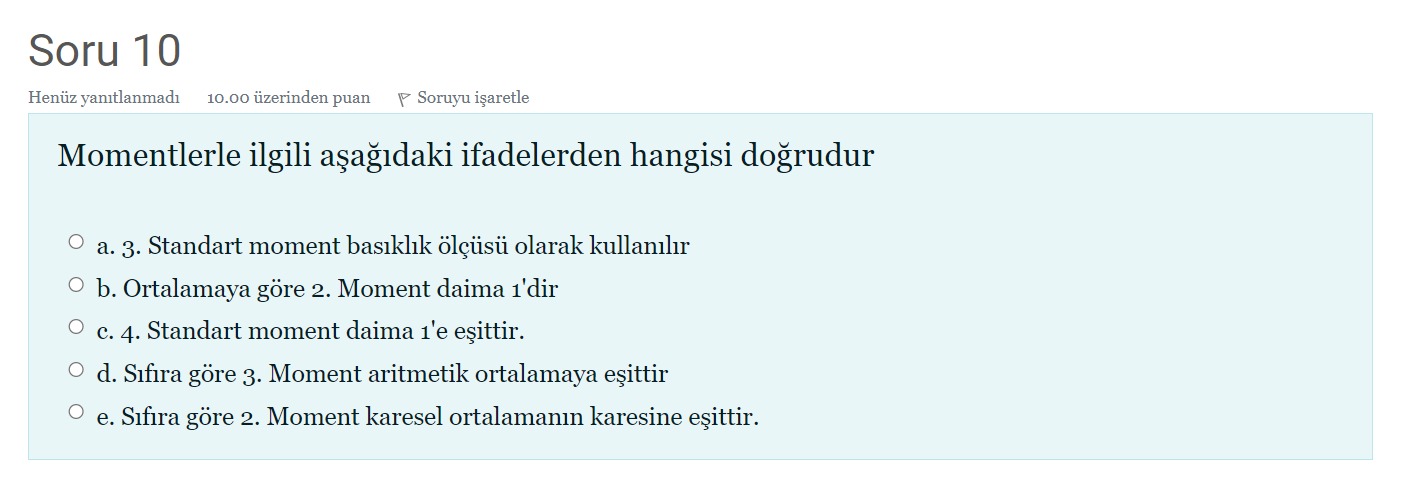 Soru 10
Henüz yanıtlanmadı 10.00 üzerinden puan Soruyu işaretle
Momentlerle ilgili aşağıdaki ifadelerden hangisi doğrudur
a. 3. Standart moment basıklık ölçüsü olarak kullanılır
b. Ortalamaya göre 2. Moment daima 1'dir
c. 4. Standart moment daima 1'e eşittir.
d. Sıfıra göre 3. Moment aritmetik ortalamaya eşittir
e. Sıfıra göre 2. Moment karesel ortalamanın karesine eşittir.